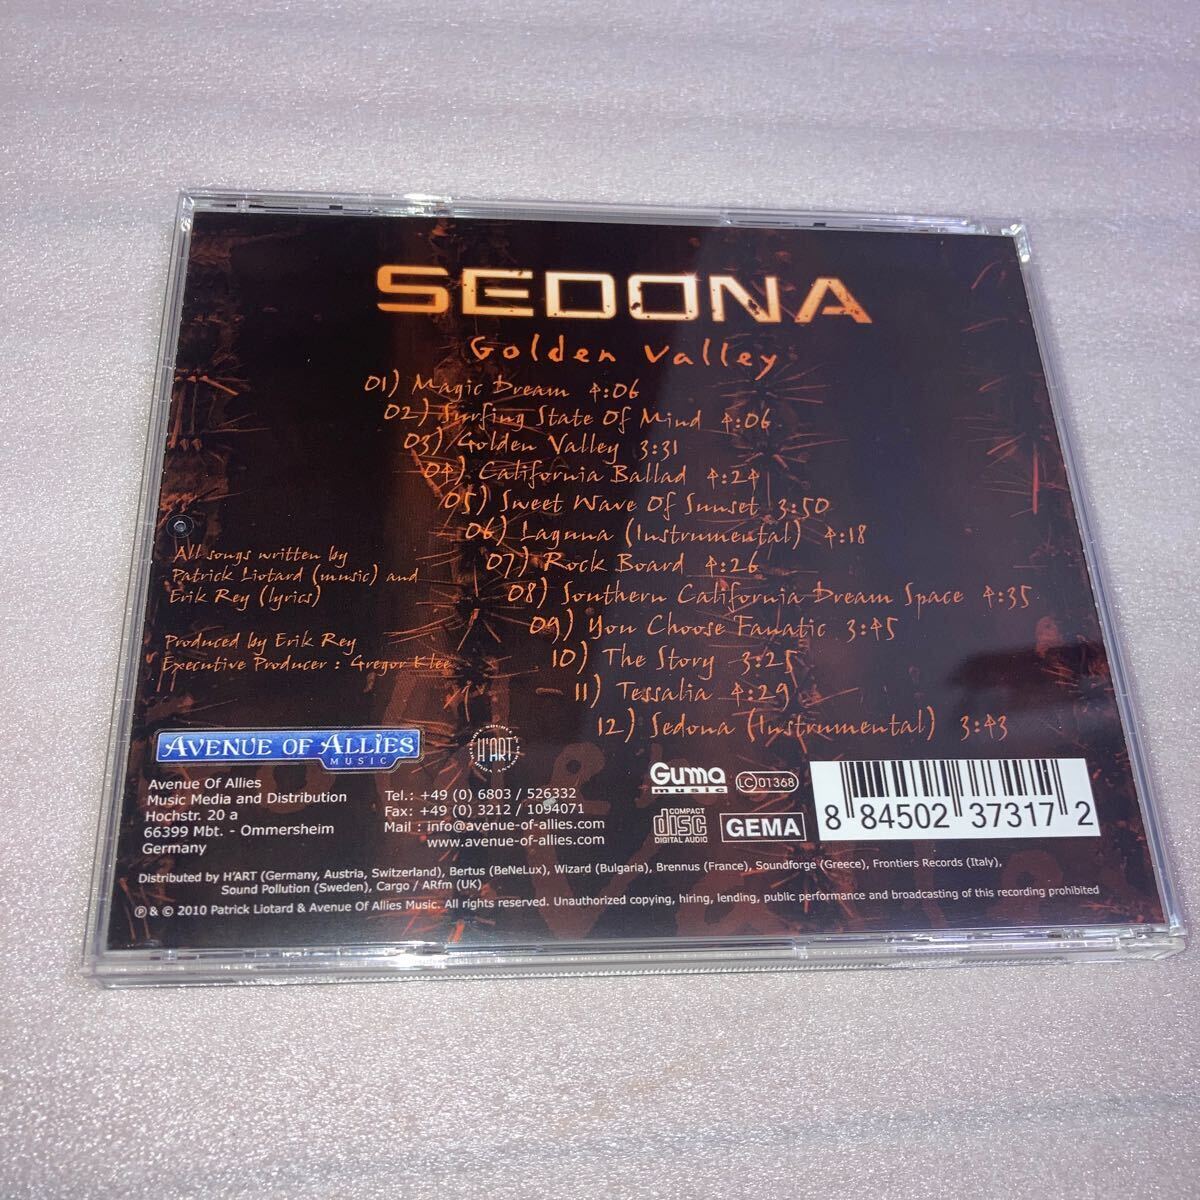 SEDONA
Golden Valley
01) Magic Dream 4:06
02) Surfing State Of Mind 4:06
03) Golden Valley 3:31
04) California Ballad 4:24
05) Sweet Wave Of Sunset 3:50
06) Laguna (Instrumental) 4:18
07) Rock Board 4:26
08) Southern California Dream Space 4:35
09) You Choose Fanatic 3:45
10) The Story 3:25
11) Tessalia 4:29
12) Sedona (Instrumental) 3:43
All songs written by
Patrick Liotard (music) and
Erik Rey (lyrics)
Produced by Erik Rey
Executive Producer : Gregor Klee
AVENUE OF ALLIES
MUSIC
H'ART
Avenue Of Allies
Music Media and Distribution
Hochstr. 20 a
66399 Mbt. - Ommersheim
Germany
Tel.: +49 (0) 6803 / 526332
Fax: +49 (0) 3212 / 1094071
Mail : info@avenue-of-allies.com
www.avenue-of-allies.com
Guma
music
LC 01368
COMPACT
disc
DIGITAL AUDIO
GEMA
8 84502 37317 2
Distributed by H'ART (Germany, Austria, Switzerland), Bertus (BeNeLux), Wizard (Bulgaria), Brennus (France), Soundforge (Greece), Frontiers Records (Italy),
Sound Pollution (Sweden), Cargo / ARfm (UK)
℗ & © 2010 Patrick Liotard & Avenue Of Allies Music. All rights reserved. Unauthorized copying, hiring, lending, public performance and broadcasting of this recording prohibited